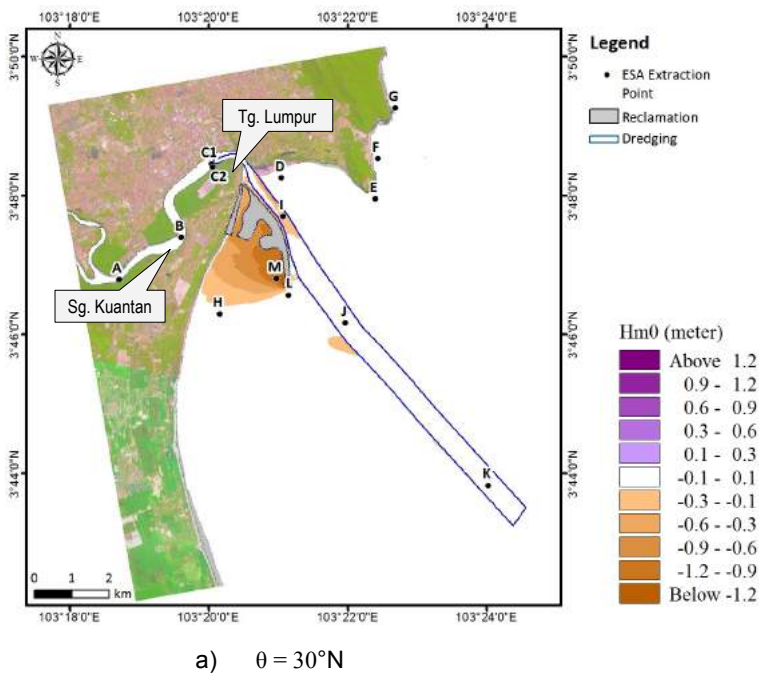 103°18'0"E 103°20'0"E 103°22'0"E 103°24'0"E
3°50'0"N
3°48'0"N
3°46'0"N
3°44'0"N
3°50'0"N
3°48'0"N
3°46'0"N
3°44'0"N
N
W E
S
Tg. Lumpur
Sg. Kuantan
G
F
E
D
C1
C2
B
A
I
M
L
H
J
K
0 1 2
km
103°18'0"E 103°20'0"E 103°22'0"E 103°24'0"E
Legend
ESA Extraction
Point
Reclamation
Dredging
Hm0 (meter)
Above 1.2
0.9 - 1.2
0.6 - 0.9
0.3 - 0.6
0.1 - 0.3
-0.1 - 0.1
-0.3 - -0.1
-0.6 - -0.3
-0.9 - -0.6
-1.2 - -0.9
Below -1.2
a) θ = 30°N